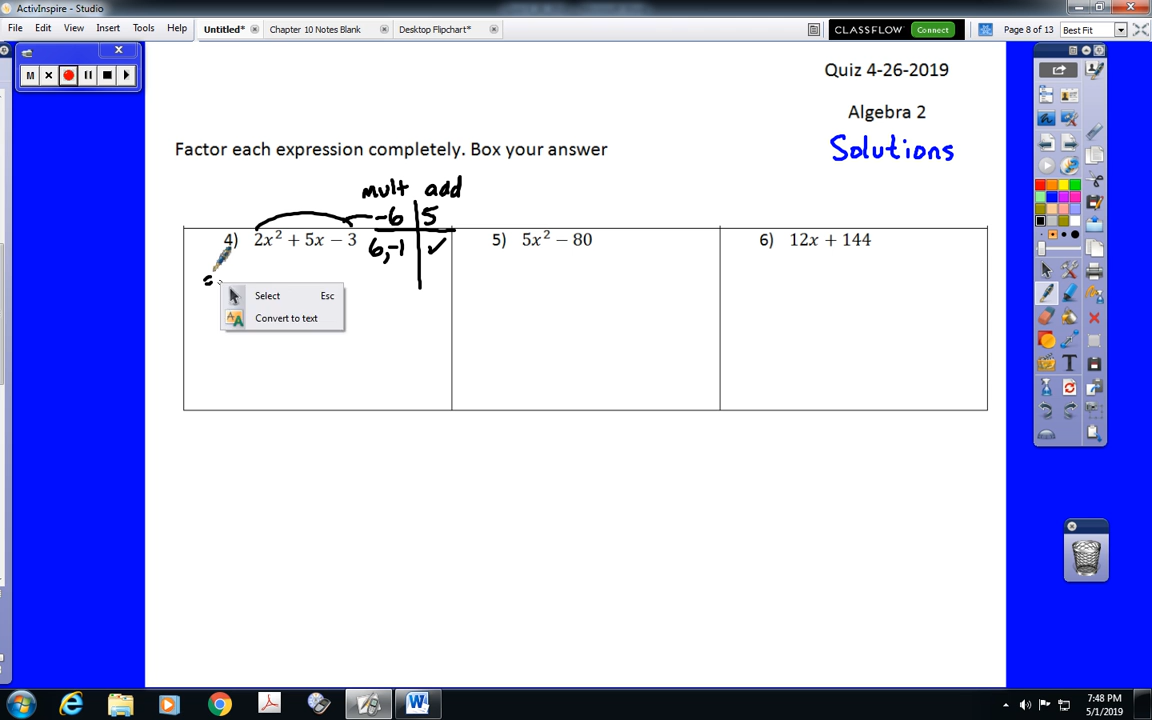 ActivInspire - Studio
File Edit View Insert Tools Help
Untitled* Chapter 10 Notes Blank Desktop Flipchart*
CLASSFLOW Connect
Page 8 of 13 Best Fit
M
Quiz 4-26-2019
Algebra 2
Solutions
Factor each expression completely. Box your answer
mult add
-6 5
4) 2x² + 5x − 3
6,-1 ✓
=
5) 5x² − 80
6) 12x + 144
Select Esc
Convert to text
7:48 PM
5/1/2019